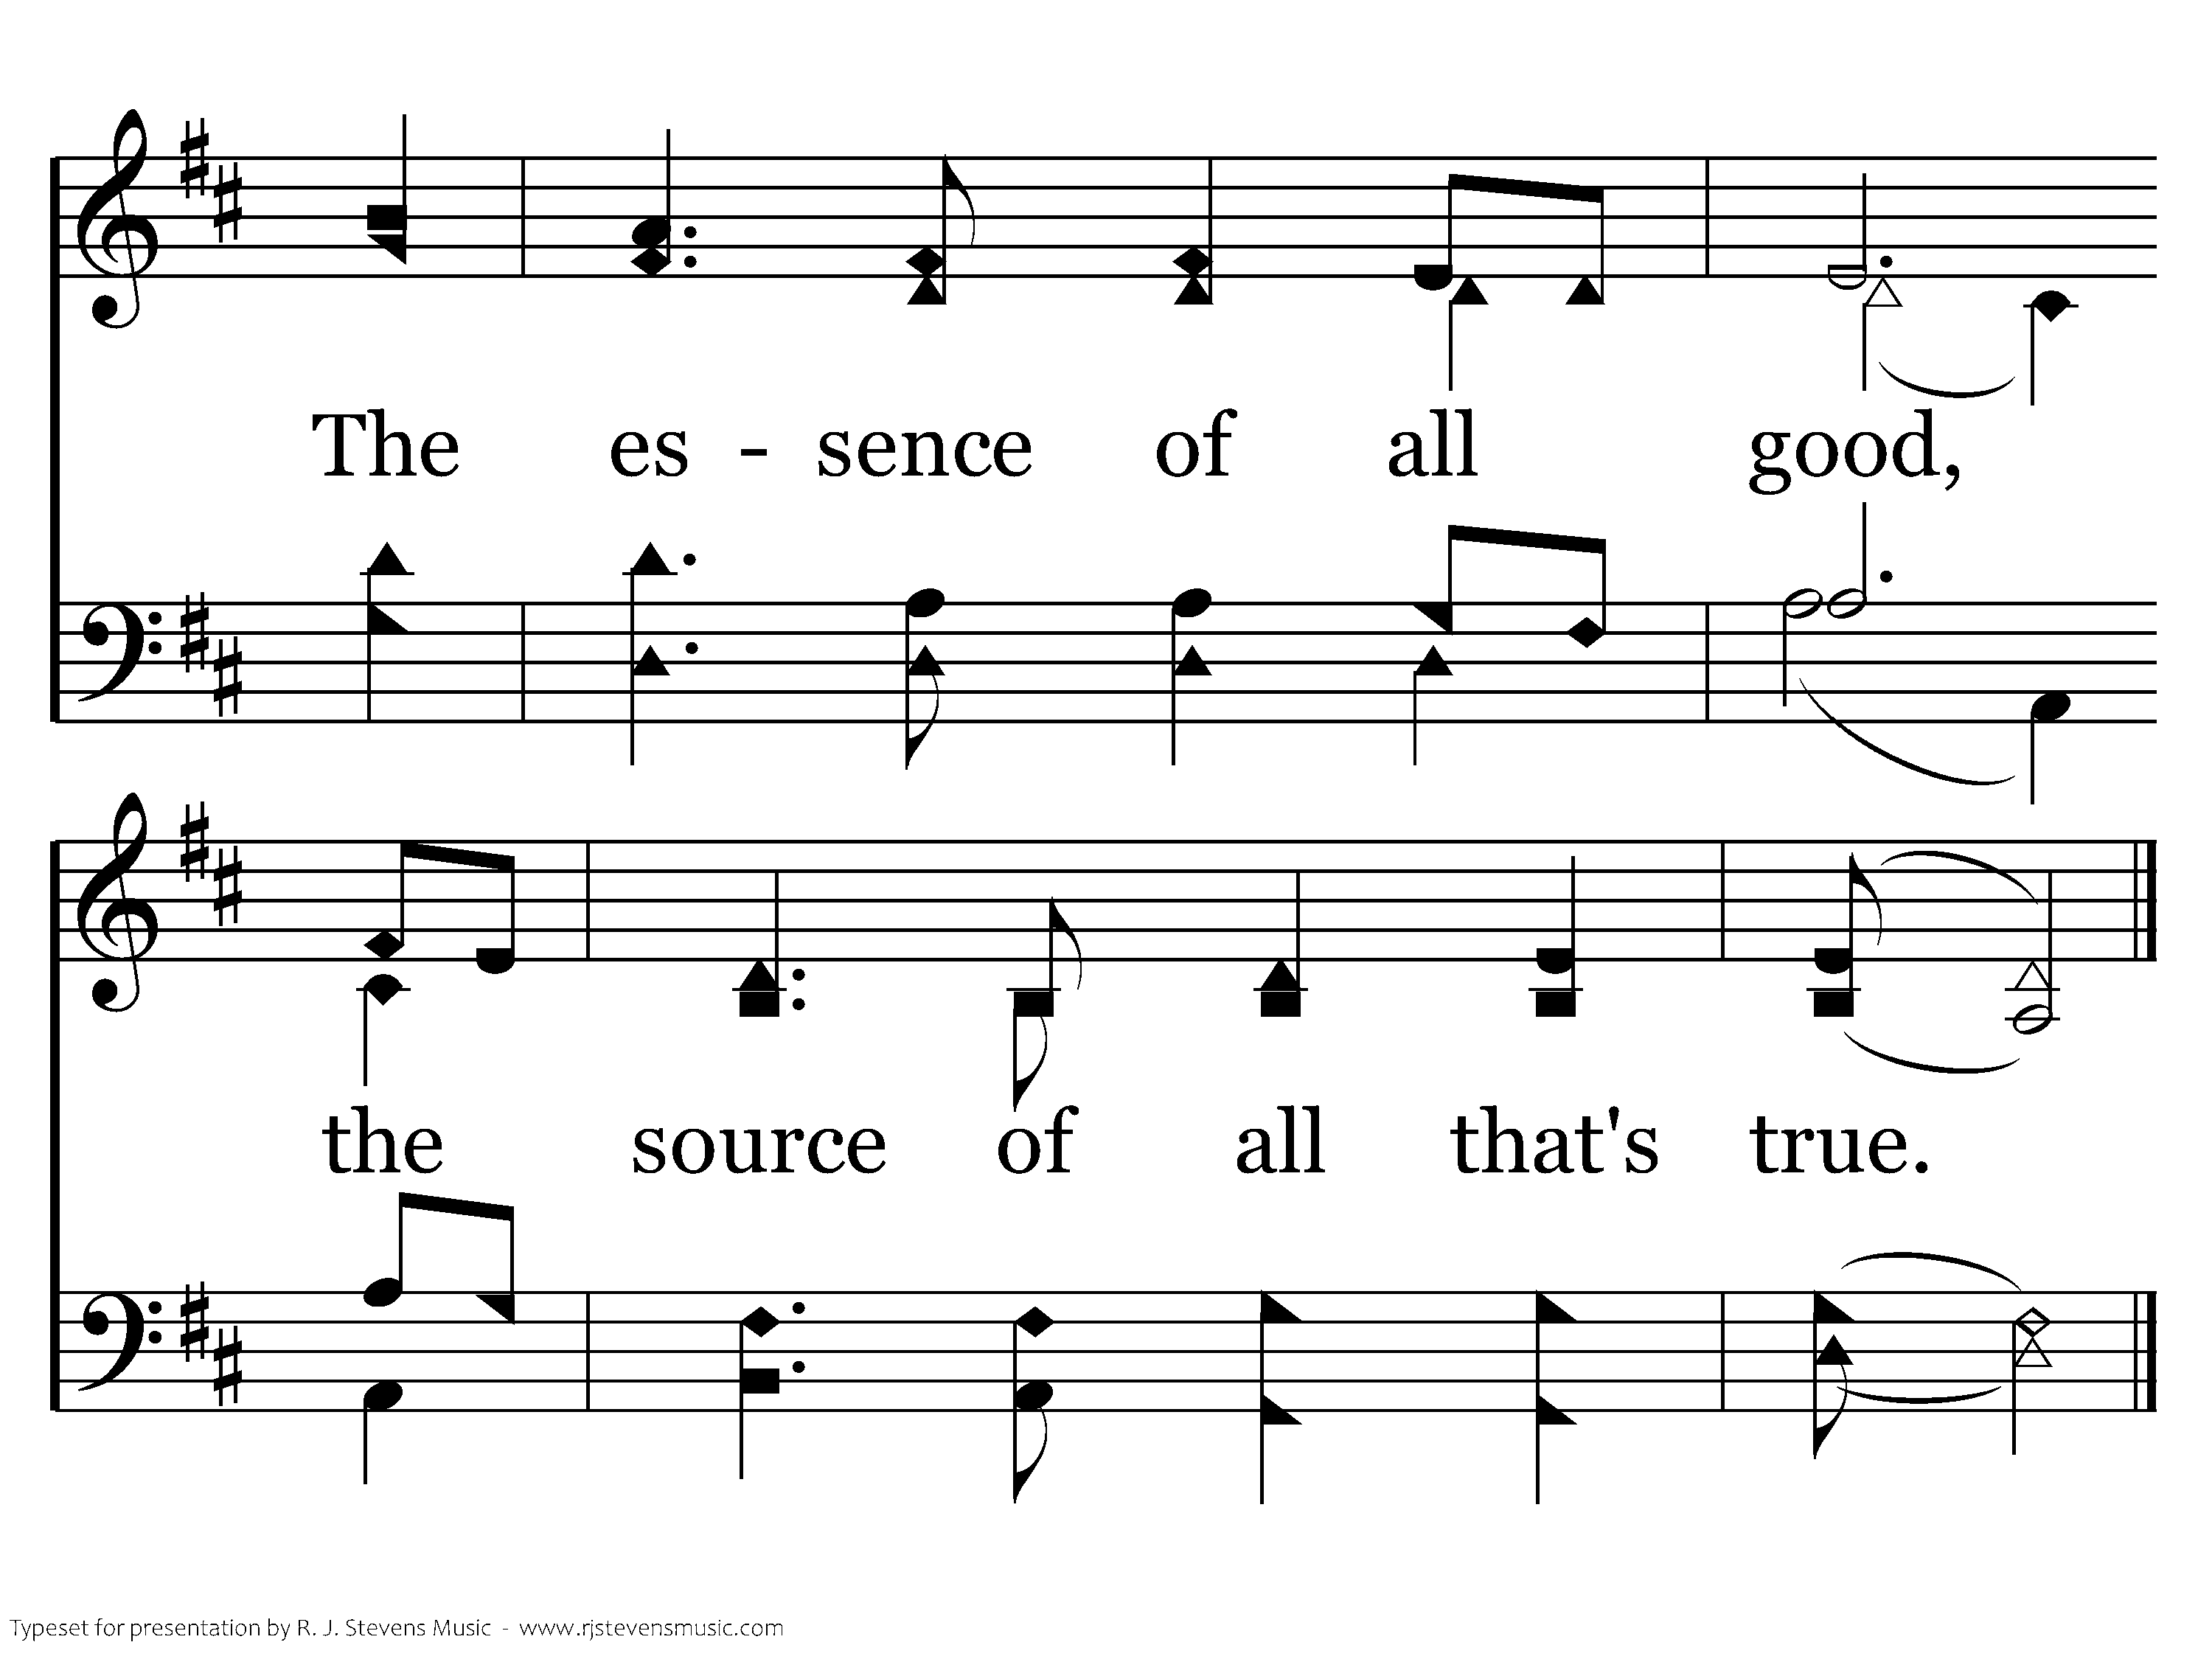 The es - sence of all good,
the source of all that's true.
Typeset for presentation by R. J. Stevens Music - www.rjstevensmusic.com